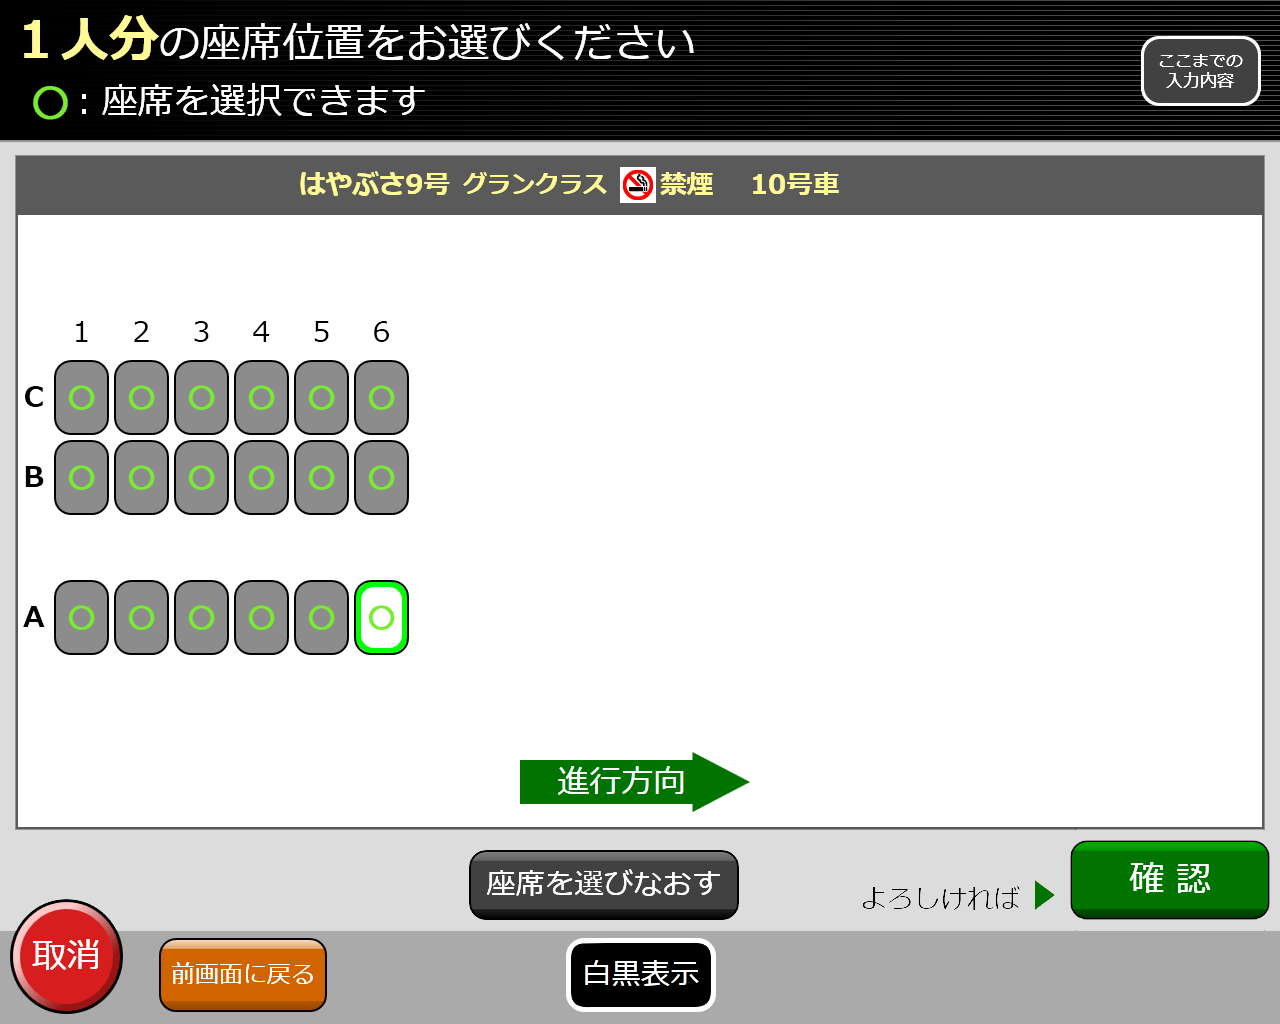 1人分の座席位置をお選びください
○：座席を選択できます
ここまでの
入力内容
はやぶさ9号 グランクラス 禁煙 10号車
1 2 3 4 5 6
C ○ ○ ○ ○ ○ ○
B ○ ○ ○ ○ ○ ○
A ○ ○ ○ ○ ○ ○
進行方向
座席を選びなおす
よろしければ
確認
取消
前画面に戻る
白黒表示